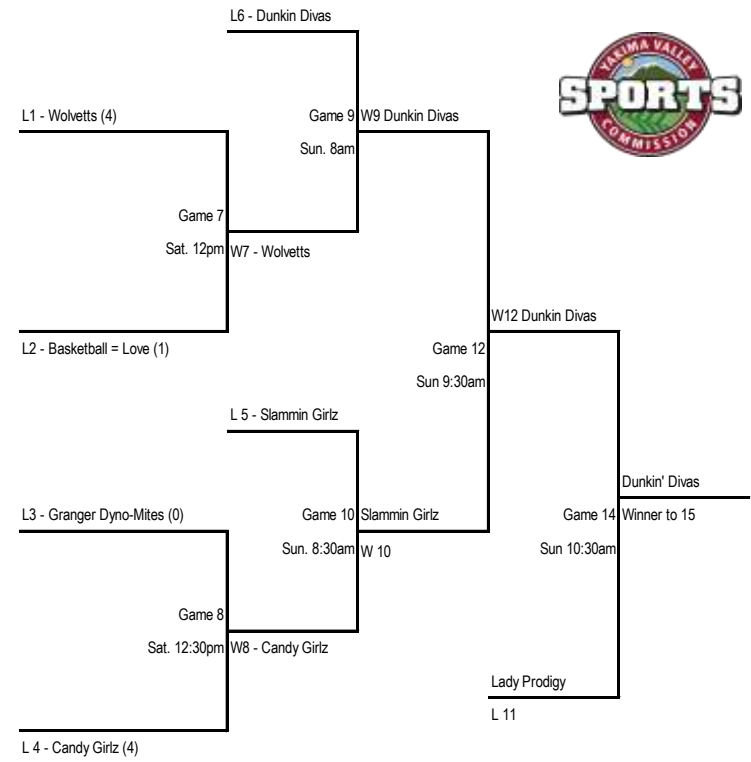 L6 - Dunkin Divas
YAKIMA VALLEY
SPORTS
COMMISSION
L1 - Wolvetts (4)
Game 9
W9 Dunkin Divas
Sun. 8am
Game 7
Sat. 12pm
W7 - Wolvetts
W12 Dunkin Divas
L2 - Basketball = Love (1)
Game 12
Sun 9:30am
L 5 - Slammin Girlz
Dunkin' Divas
L3 - Granger Dyno-Mites (0)
Game 10
Slammin Girlz
Game 14
Winner to 15
Sun. 8:30am
W 10
Sun 10:30am
Game 8
Sat. 12:30pm
W8 - Candy Girlz
Lady Prodigy
L 11
L 4 - Candy Girlz (4)